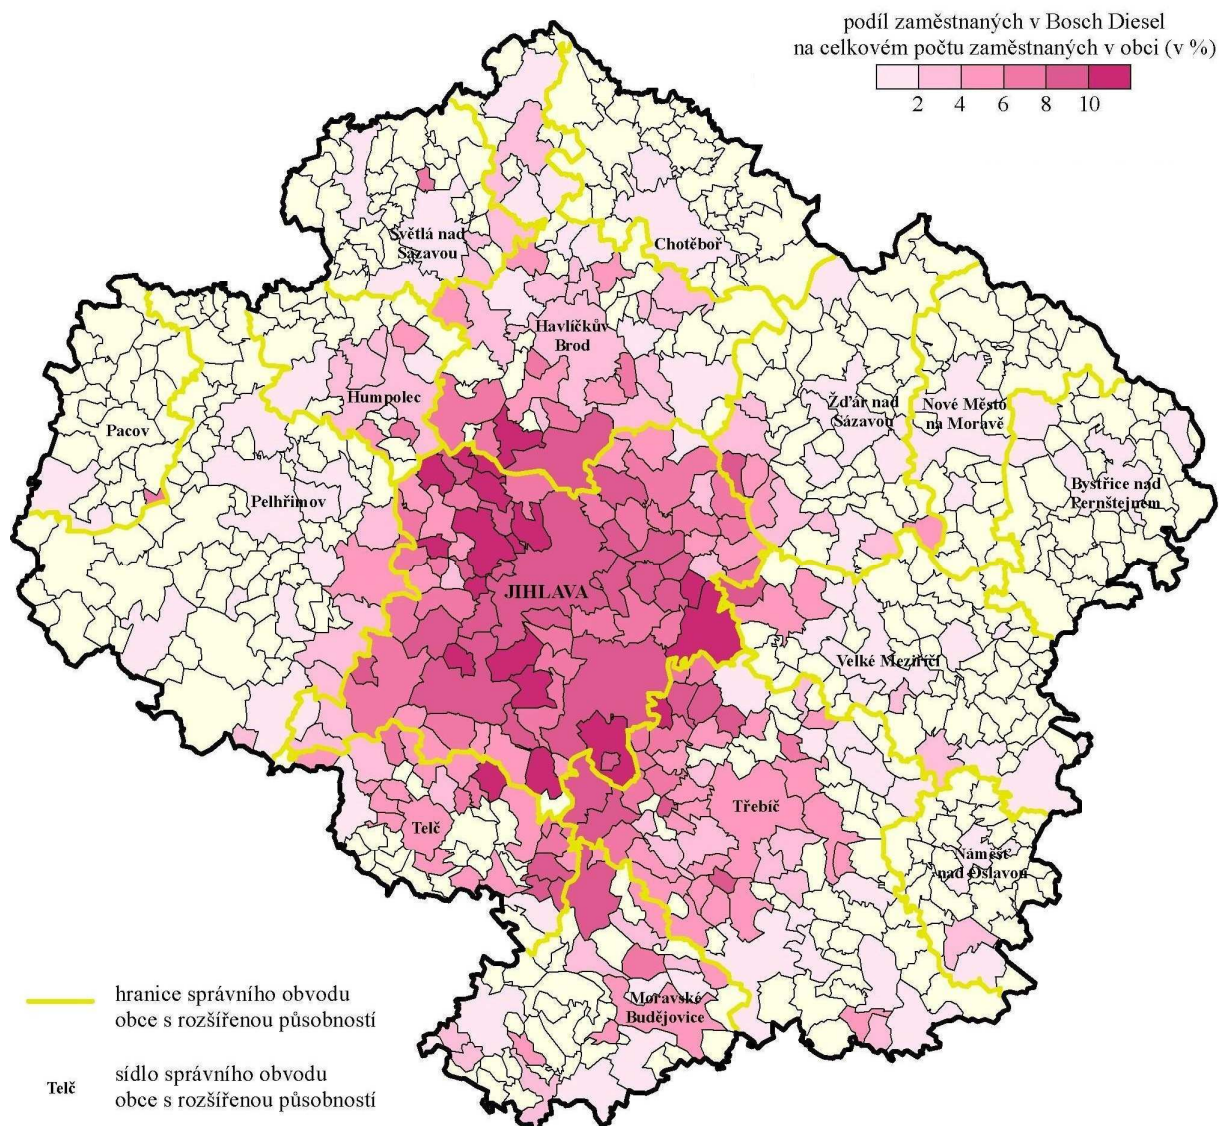 podíl zaměstnaných v Bosch Diesel
na celkovém počtu zaměstnaných v obci (v %)
2 4 6 8 10
Světlá nad
Sázavou
Chotěboř
Havlíčkův
Brod
Humpolec
Pacov
Pelhřimov
Žďár nad
Sázavou
Nové Město
na Moravě
Bystřice nad
Pernštejnem
JIHLAVA
Velké Meziříčí
Telč
Třebíč
Náměšť
nad Oslavou
Moravské
Budějovice
hranice správního obvodu
obce s rozšířenou působností
Telč
sídlo správního obvodu
obce s rozšířenou působností